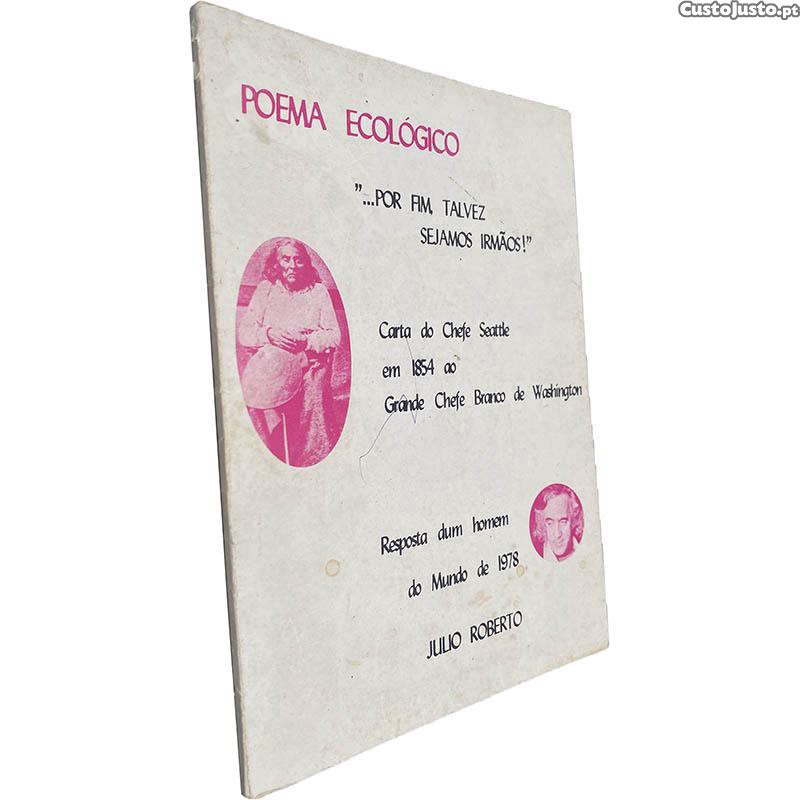 CustoJusto.pt
POEMA ECOLÓGICO
"...POR FIM, TALVEZ
SEJAMOS IRMÃOS!"
Carta do Chefe Seattle
em 1854 ao
Grande Chefe Branco de Washington
Resposta dum homem
do Mundo de 1978
JULIO ROBERTO